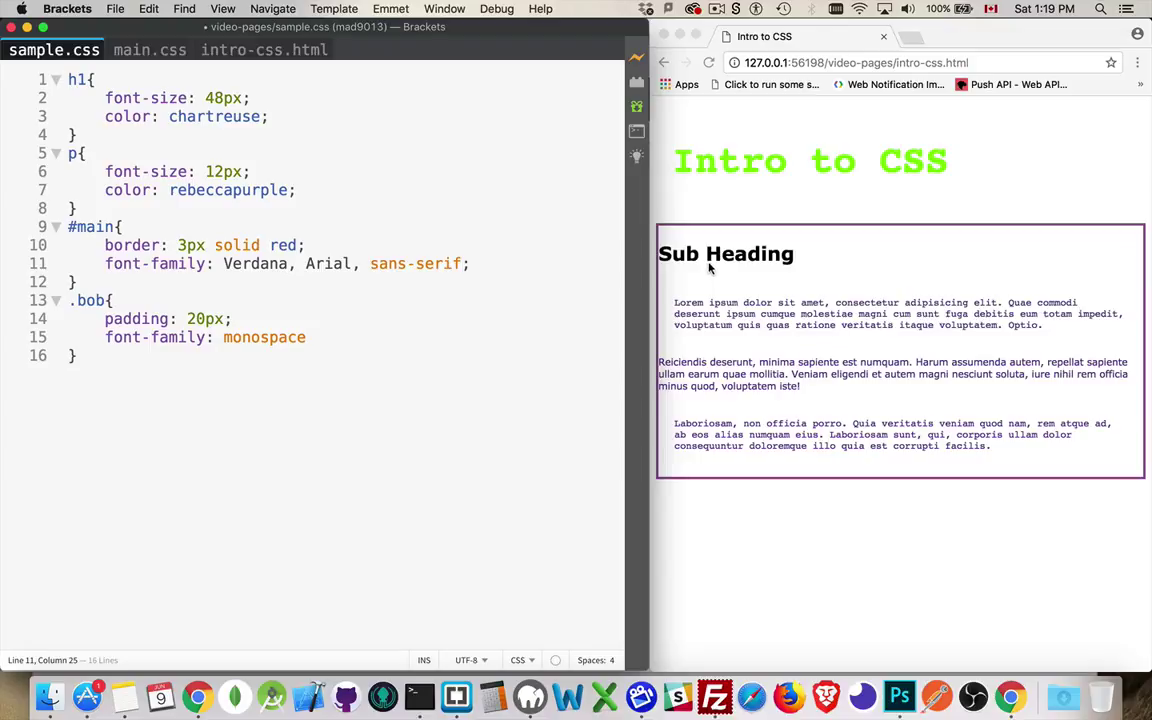 Brackets File Edit Find View Navigate Template Emmet Window Debug Help
100% Sat 1:19 PM
• video-pages/sample.css (mad9013) — Brackets
sample.css main.css intro-css.html
1 h1{
2 font-size: 48px;
3 color: chartreuse;
4 }
5 p{
6 font-size: 12px;
7 color: rebeccapurple;
8 }
9 #main{
10 border: 3px solid red;
11 font-family: Verdana, Arial, sans-serif;
12 }
13 .bob{
14 padding: 20px;
15 font-family: monospace
16 }
Line 11, Column 25 — 16 Lines
INS UTF-8 CSS Spaces: 4
Intro to CSS
127.0.0.1:56198/video-pages/intro-css.html
Apps Click to run some s... Web Notification Im... Push API - Web API... »
Intro to CSS
Sub Heading
Lorem ipsum dolor sit amet, consectetur adipisicing elit. Quae commodi
deserunt ipsum cumque molestiae magni cum sunt fuga debitis eum totam impedit,
voluptatum quis quas ratione veritatis itaque voluptatem. Optio.
Reiciendis deserunt, minima sapiente est numquam. Harum assumenda autem, repellat sapiente
ullam earum quae mollitia. Veniam eligendi et autem magni nesciunt soluta, iure nihil rem officia
minus quod, voluptatem iste!
Laboriosam, non officia porro. Quia veritatis veniam quod nam, rem atque ad,
ab eos alias numquam eius. Laboriosam sunt, qui, corporis ullam dolor
consequuntur doloremque illo quia est corrupti facilis.
JUN
9
1
Ps